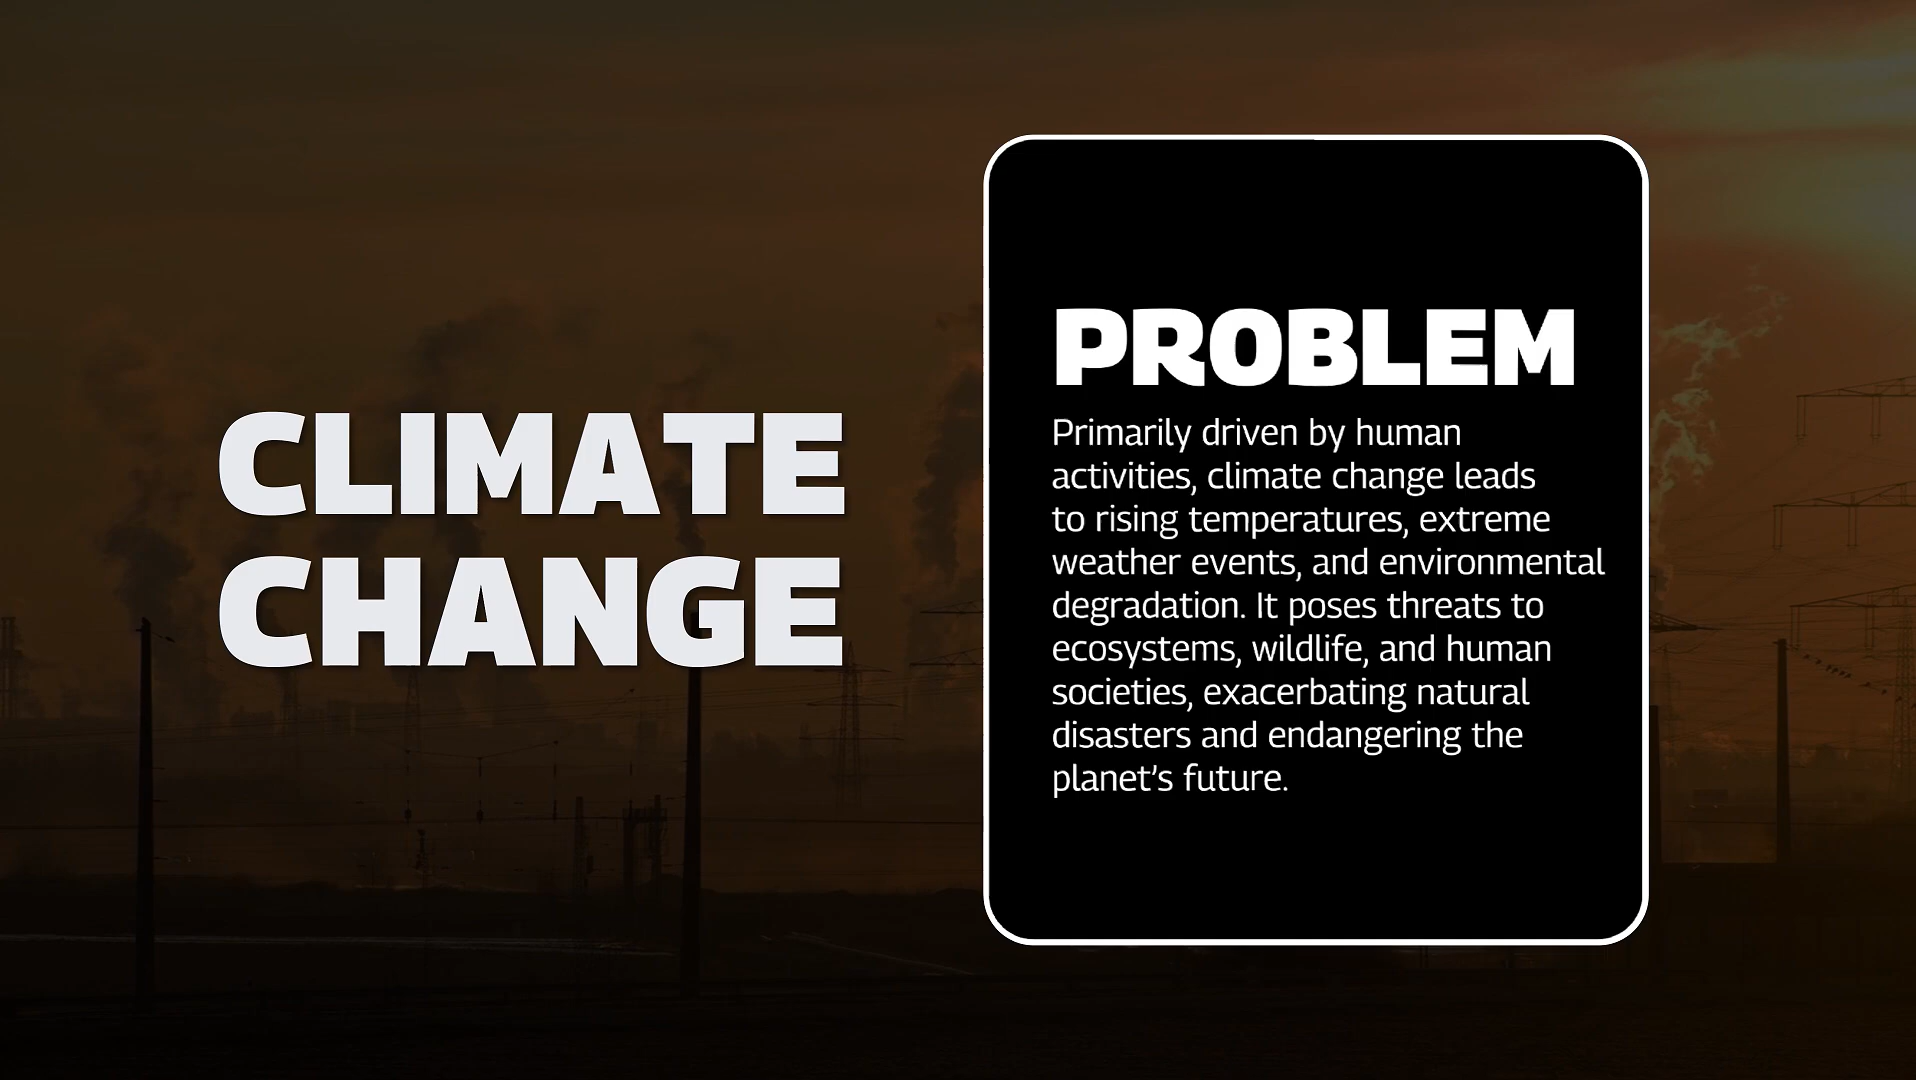 CLIMATE
CHANGE
PROBLEM
Primarily driven by human
activities, climate change leads
to rising temperatures, extreme
weather events, and environmental
degradation. It poses threats to
ecosystems, wildlife, and human
societies, exacerbating natural
disasters and endangering the
planet’s future.